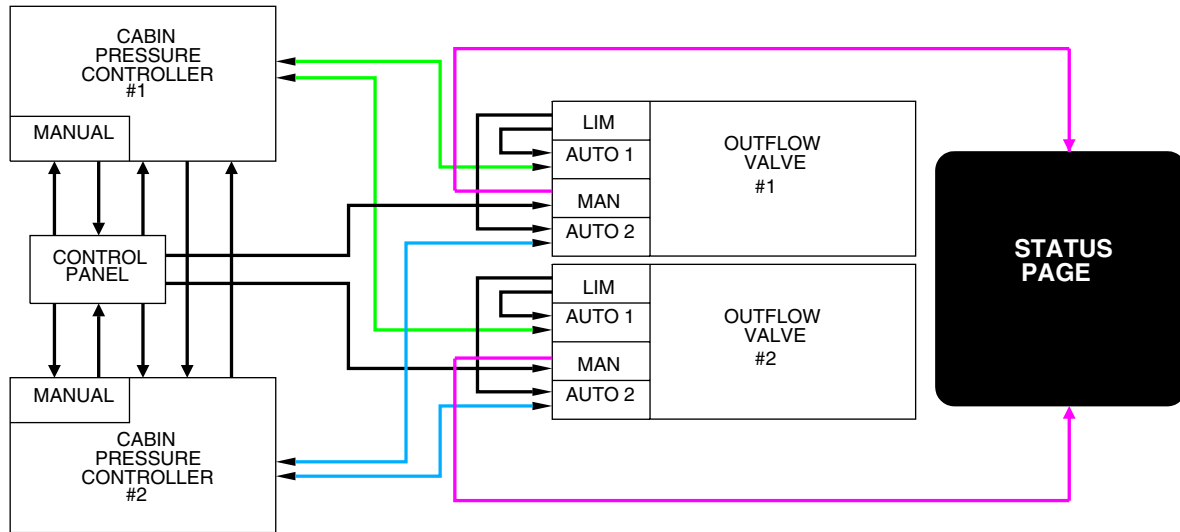 CABIN
PRESSURE
CONTROLLER
#1
MANUAL
CONTROL
PANEL
MANUAL
CABIN
PRESSURE
CONTROLLER
#2
LIM
AUTO 1
MAN
AUTO 2
OUTFLOW
VALVE
#1
LIM
AUTO 1
MAN
AUTO 2
OUTFLOW
VALVE
#2
STATUS
PAGE